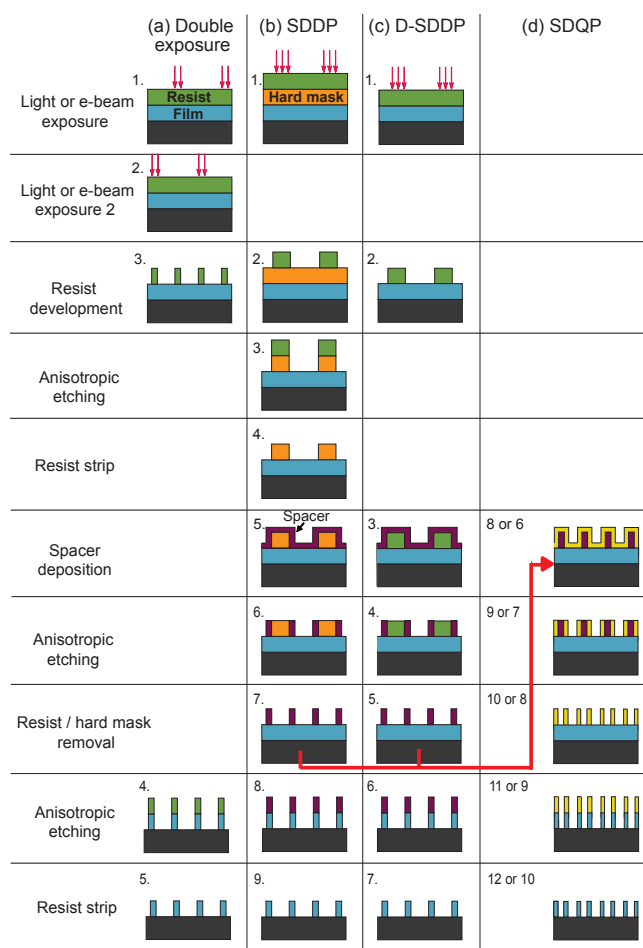 (a) Double
exposure
(b) SDDP
(c) D-SDDP
(d) SDQP
Light or e-beam
exposure
1.
Resist
Film
1.
Hard mask
1.
Light or e-beam
exposure 2
2.
Resist
development
3.
2.
2.
Anisotropic
etching
3.
Resist strip
4.
Spacer
deposition
5.
Spacer
3.
8 or 6
Anisotropic
etching
6.
4.
9 or 7
Resist / hard mask
removal
7.
5.
10 or 8
Anisotropic
etching
4.
8.
6.
11 or 9
Resist strip
5.
9.
7.
12 or 10